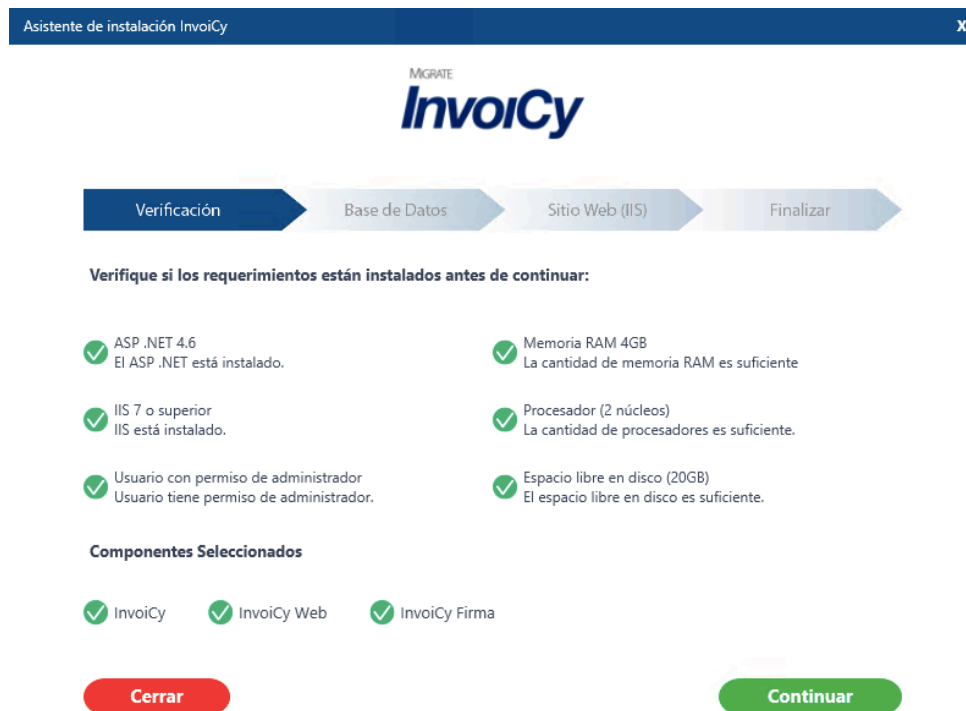 Asistente de instalación InvoiCy
X
MIGRATE
InvoiCy
Verificación
Base de Datos
Sitio Web (IIS)
Finalizar
Verifique si los requerimientos están instalados antes de continuar:
ASP .NET 4.6
El ASP .NET está instalado.
Memoria RAM 4GB
La cantidad de memoria RAM es suficiente
IIS 7 o superior
IIS está instalado.
Procesador (2 núcleos)
La cantidad de procesadores es suficiente.
Usuario con permiso de administrador
Usuario tiene permiso de administrador.
Espacio libre en disco (20GB)
El espacio libre en disco es suficiente.
Componentes Seleccionados
InvoiCy
InvoiCy Web
InvoiCy Firma
Cerrar
Continuar